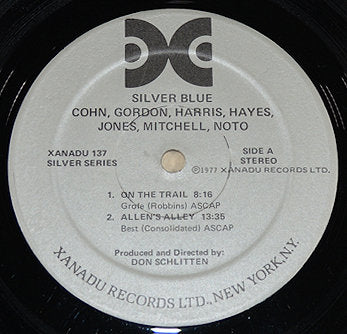 SILVER BLUE
COHN, GORDON, HARRIS, HAYES,
JONES, MITCHELL, NOTO
XANADU 137
SILVER SERIES
SIDE A
STEREO
Ⓟ1977 XANADU RECORDS LTD.
1. ON THE TRAIL 8:16
Grofe (Robbins) ASCAP
2. ALLEN'S ALLEY 13:35
Best (Consolidated) ASCAP
Produced and Directed by:
DON SCHLITTEN
XANADU RECORDS LTD., NEW YORK, N.Y.